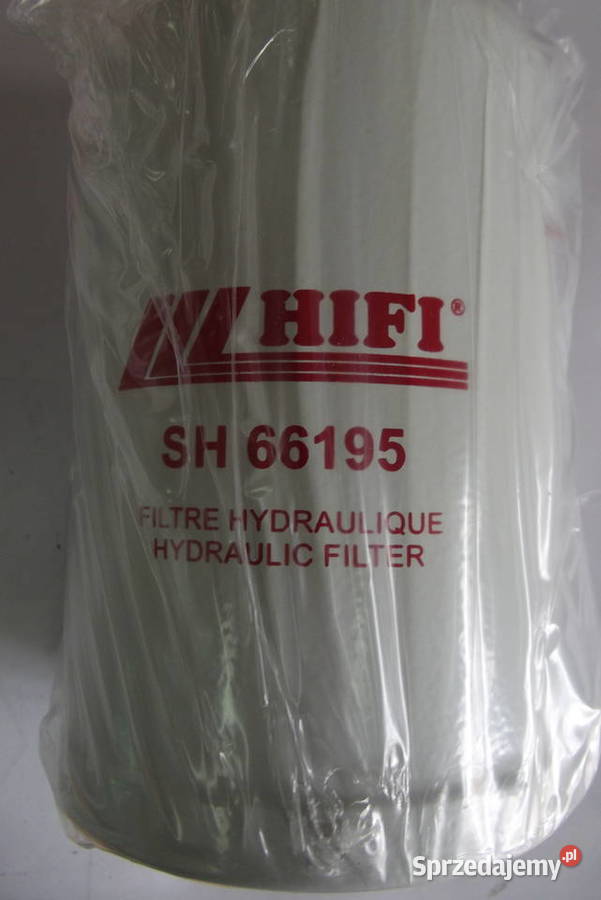 HIFI®
SH 66195
FILTRE HYDRAULIQUE
HYDRAULIC FILTER
Sprzedajemy.pl